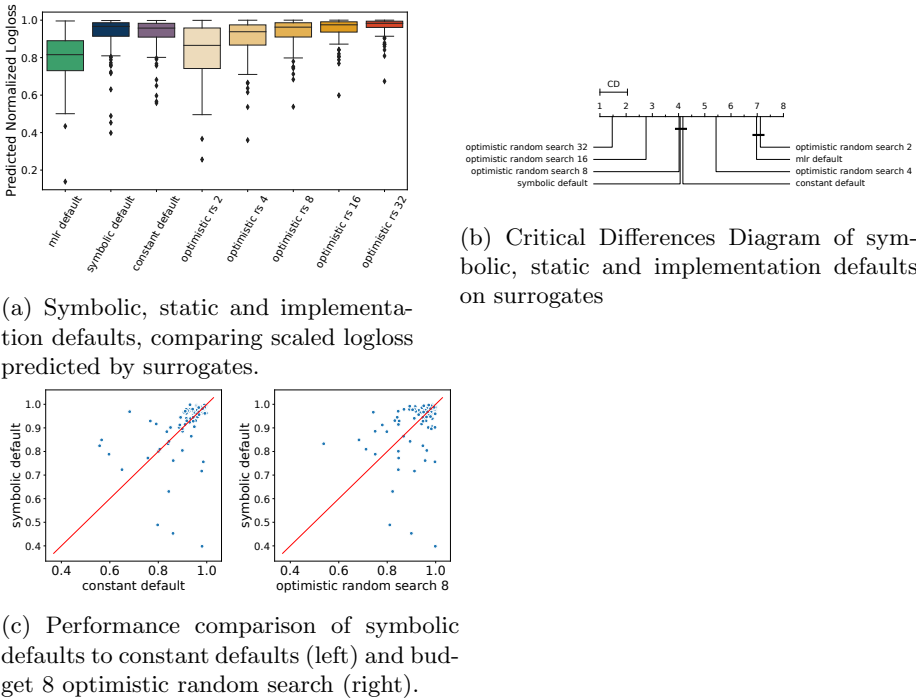 Predicted Normalized Logloss
1.0
0.8
0.6
0.4
0.2
mlr default
symbolic default
constant default
optimistic rs 2
optimistic rs 4
optimistic rs 8
optimistic rs 16
optimistic rs 32
(a) Symbolic, static and implementa-
tion defaults, comparing scaled logloss
predicted by surrogates.
CD
1 2 3 4 5 6 7 8
optimistic random search 32
optimistic random search 16
optimistic random search 8
symbolic default
optimistic random search 2
mlr default
optimistic random search 4
constant default
(b) Critical Differences Diagram of sym-
bolic, static and implementation defaults
on surrogates
symbolic default
1.0
0.9
0.8
0.7
0.6
0.5
0.4
0.4 0.6 0.8 1.0
constant default
symbolic default
1.0
0.9
0.8
0.7
0.6
0.5
0.4
0.4 0.6 0.8 1.0
optimistic random search 8
(c) Performance comparison of symbolic
defaults to constant defaults (left) and bud-
get 8 optimistic random search (right).